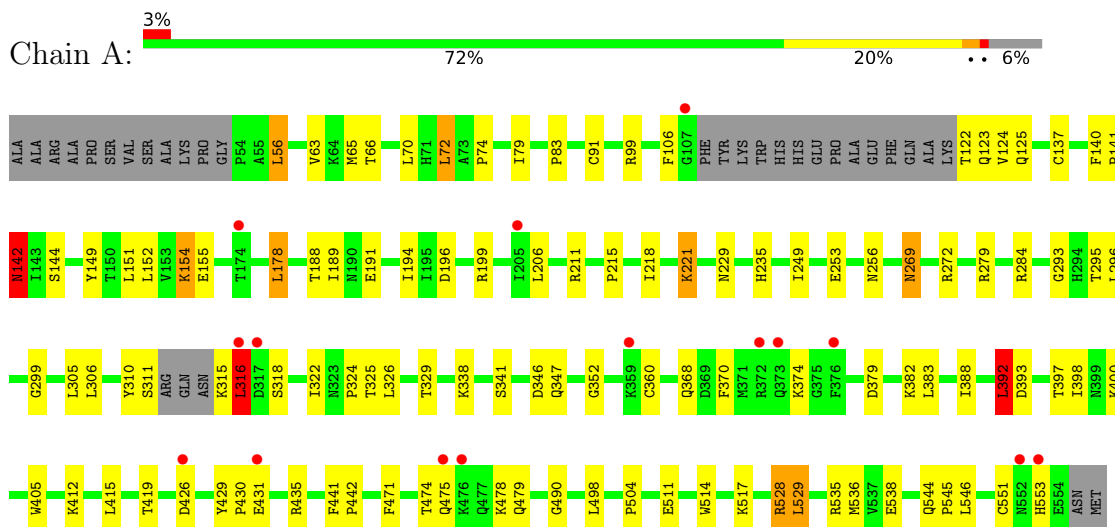 3%
Chain A:
72% 20% • • 6%
ALA ALA ARG ALA PRO SER VAL SER ALA LYS PRO GLY P54 A55 L56 V63 K64 M65 T66 L70 H71 L72 A73 P74 I79 P83 C91 R99 F106 G107 PHE TYR LYS TRP HIS HIS GLU PRO ALA GLU PHE GLN ALA LYS T122 Q123 V124 Q125 C137 F140 R141
N142 I143 S144 Y149 T150 L151 L152 V153 K154 E155 T174 L178 T188 I189 N190 E191 I194 I195 D196 R199 I205 L206 R211 P215 I218 K221 N229 H235 I249 E253 N256 N269 R272 R279 R284 G293 H294 T295 L296
G299 L305 L306 Y310 S311 ARG GLN ASN K315 L316 D317 S318 I322 N323 P324 T325 L326 T329 K338 S341 D346 Q347 G352 K359 C360 Q368 D369 F370 M371 R372 Q373 K374 G375 F376 D379 K382 L383 I388 L392 D393 T397 I398 N399 K400
W405 K412 L415 T419 D426 Y429 P430 E431 R435 F441 P442 F471 T474 Q475 K476 Q477 K478 Q479 G490 L498 P504 E511 W514 K517 R528 L529 R535 M536 V537 E538 Q544 P545 L546 C551 N552 H553 E554 ASN MET